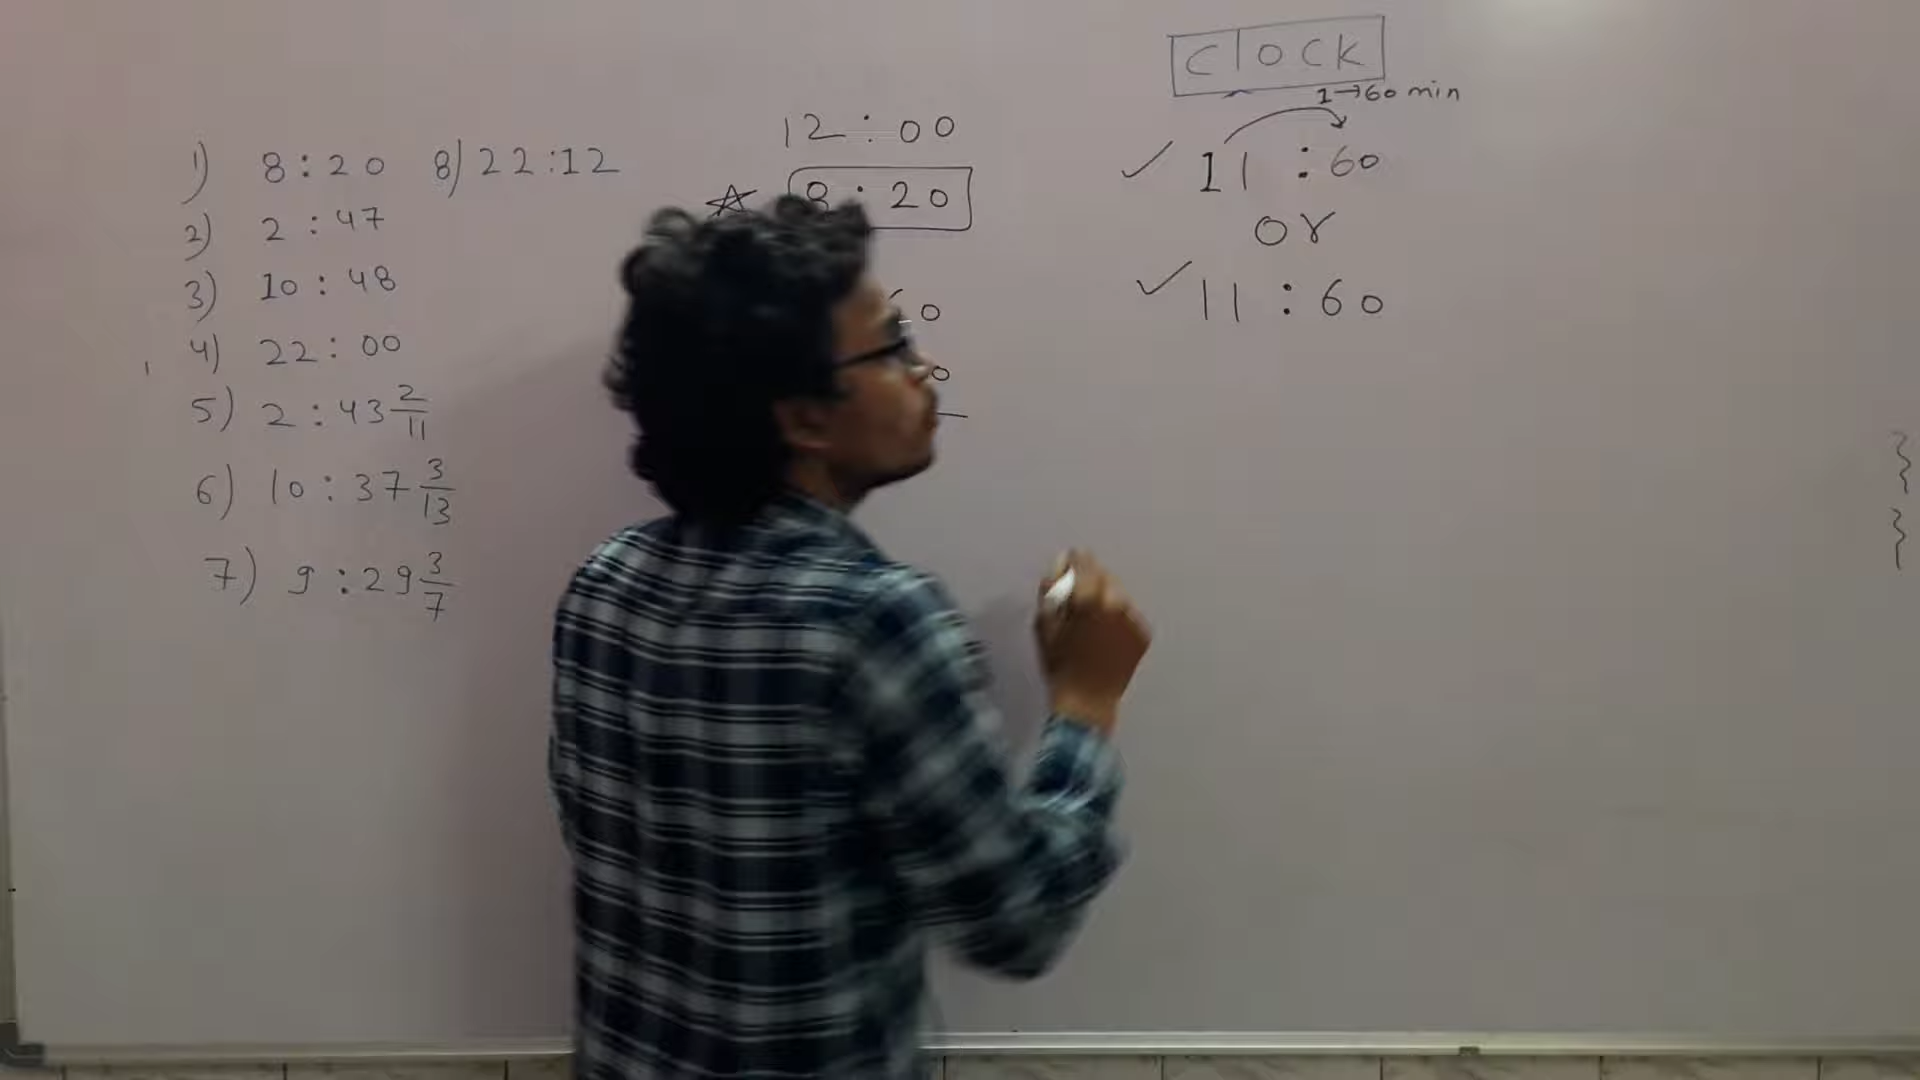 1) 8:20 8) 22:12
2) 2:47
3) 10:48
4) 22:00
5) 2:43 2/11
6) 10:37 3/13
7) 9:29 3/7
12:00
8:20
60
Clock
1→60 min
11:60
or
11:60